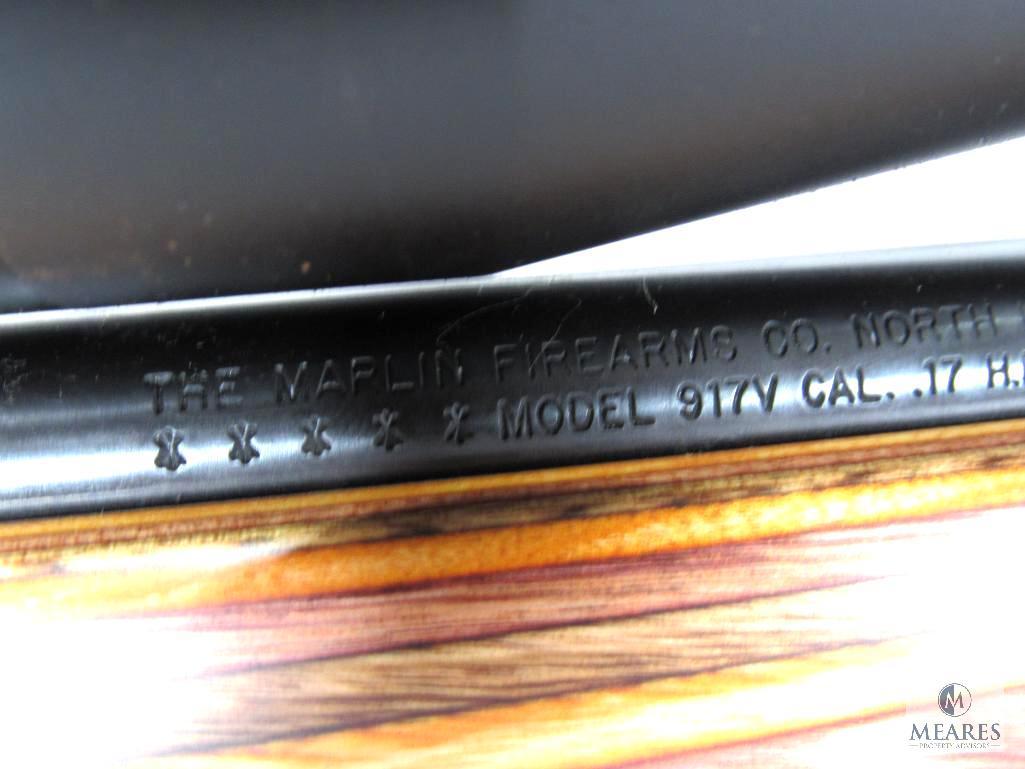 THE MARLIN FIREARMS CO. NORTH
* * * * * MODEL 917V CAL. .17 H.
M
MEARES
PROPERTY ADVISORS